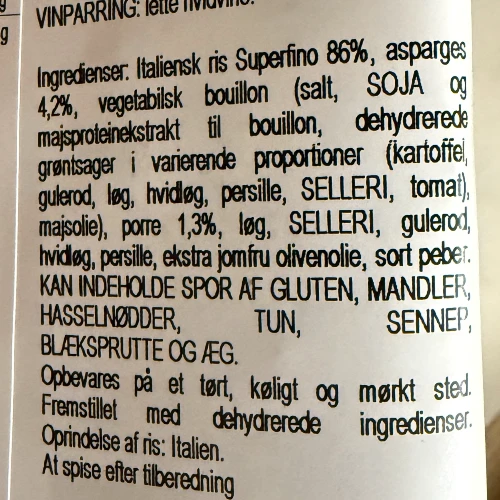 VINPARRING: lette hvidvine.
g
Ingredienser: Italiensk ris Superfino 86%, asparges
4,2%, vegetabilsk bouillon (salt, SOJA og
majsproteinekstrakt til bouillon, dehydrerede
grøntsager i varierende proportioner (kartoffel,
gulerod, løg, hvidløg, persille, SELLERI, tomat),
majsolie), porre 1,3%, løg, SELLERI, gulerod,
hvidløg, persille, ekstra jomfru olivenolie, sort peber.
KAN INDEHOLDE SPOR AF GLUTEN, MANDLER,
HASSELNØDDER, TUN, SENNEP,
BLÆKSPRUTTE OG ÆG.
Opbevares på et tørt, køligt og mørkt sted.
Fremstillet med dehydrerede ingredienser.
Oprindelse af ris: Italien.
At spise efter tilberedning